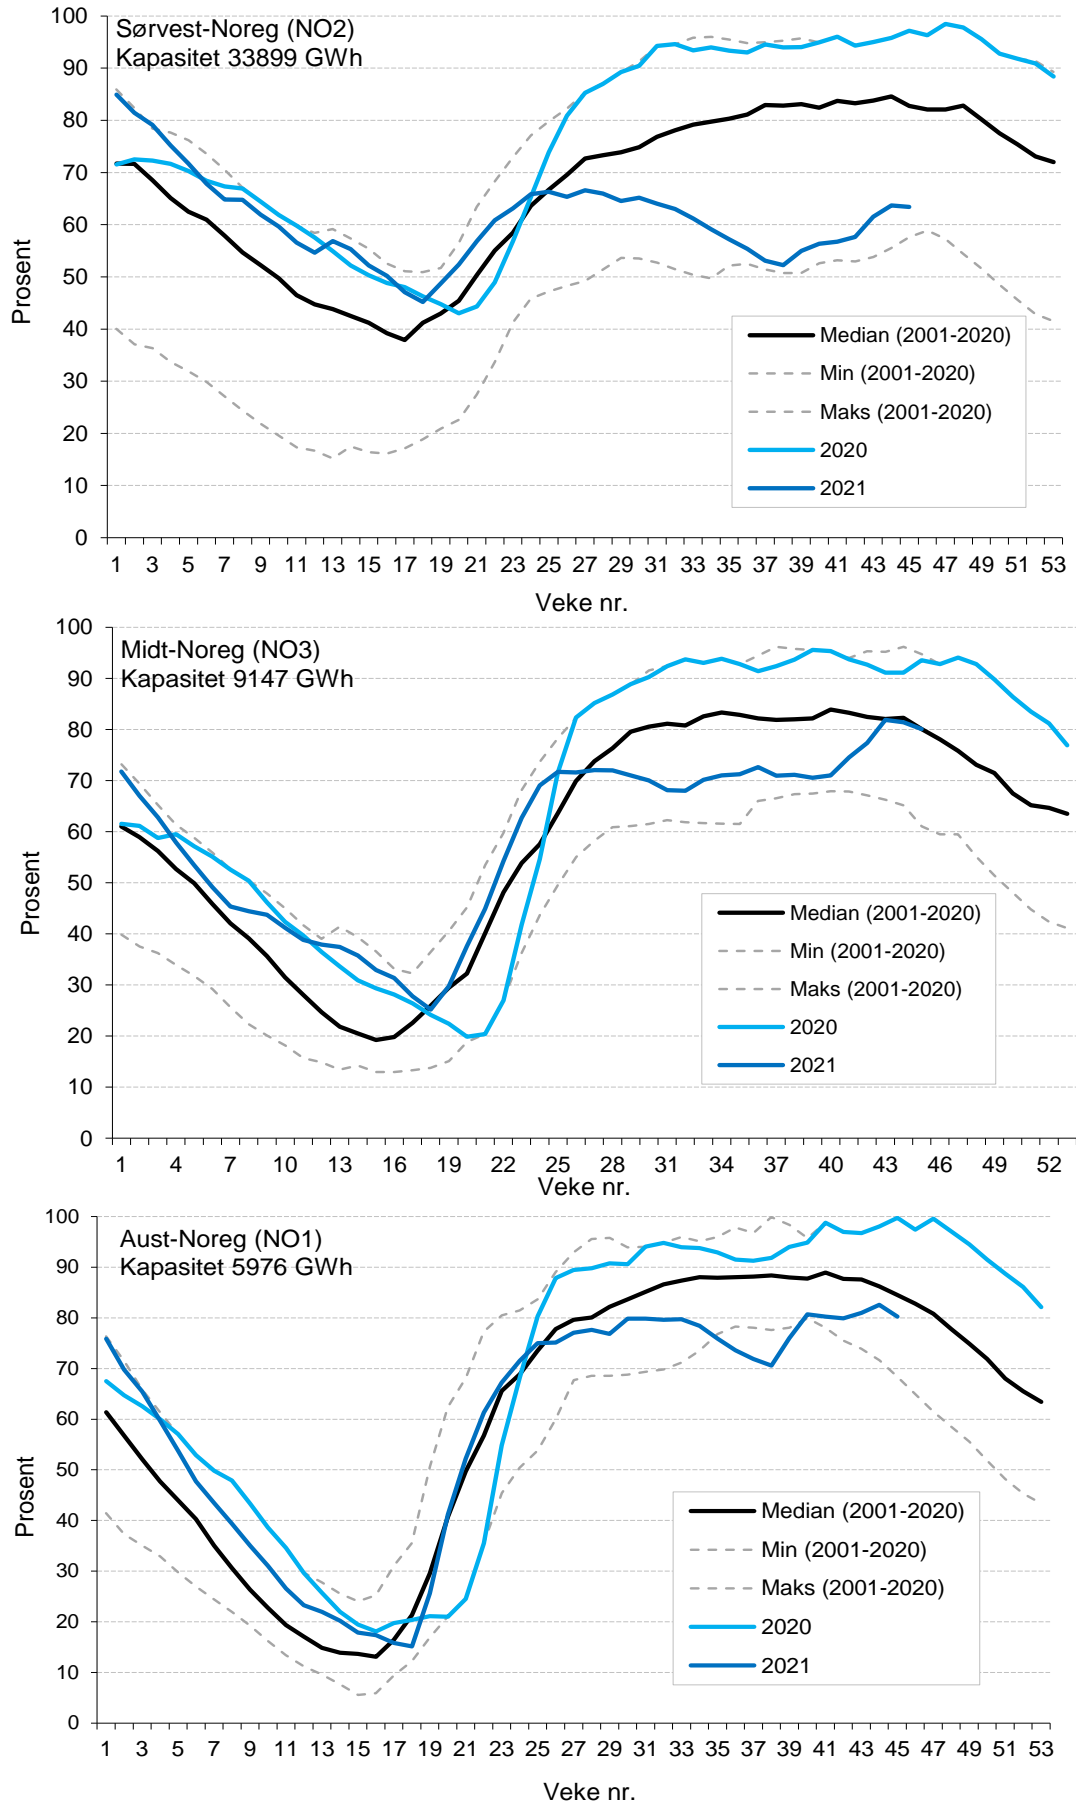 Sørvest-Noreg (NO2)
Kapasitet 33899 GWh
100
90
80
70
60
50
40
30
20
10
0
Prosent
Median (2001-2020)
Min (2001-2020)
Maks (2001-2020)
2020
2021
1 3 5 7 9 11 13 15 17 19 21 23 25 27 29 31 33 35 37 39 41 43 45 47 49 51 53
Veke nr.
Midt-Noreg (NO3)
Kapasitet 9147 GWh
100
90
80
70
60
50
40
30
20
10
0
Prosent
Median (2001-2020)
Min (2001-2020)
Maks (2001-2020)
2020
2021
1 4 7 10 13 16 19 22 25 28 31 34 37 40 43 46 49 52
Veke nr.
Aust-Noreg (NO1)
Kapasitet 5976 GWh
100
90
80
70
60
50
40
30
20
10
0
Prosent
Median (2001-2020)
Min (2001-2020)
Maks (2001-2020)
2020
2021
1 3 5 7 9 11 13 15 17 19 21 23 25 27 29 31 33 35 37 39 41 43 45 47 49 51 53
Veke nr.